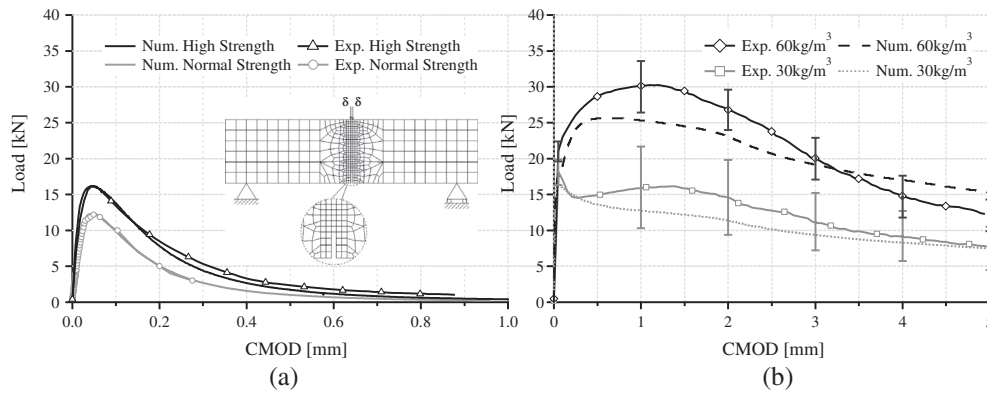 40
35
30
25
20
15
10
5
0
Load [kN]
Num. High Strength
Exp. High Strength
Num. Normal Strength
Exp. Normal Strength
δ δ
0.0 0.2 0.4 0.6 0.8 1.0
CMOD [mm]
(a)
40
35
30
25
20
15
10
5
0
Load [kN]
Exp. 60kg/m³
Num. 60kg/m³
Exp. 30kg/m³
Num. 30kg/m³
0 1 2 3 4 5
CMOD [mm]
(b)